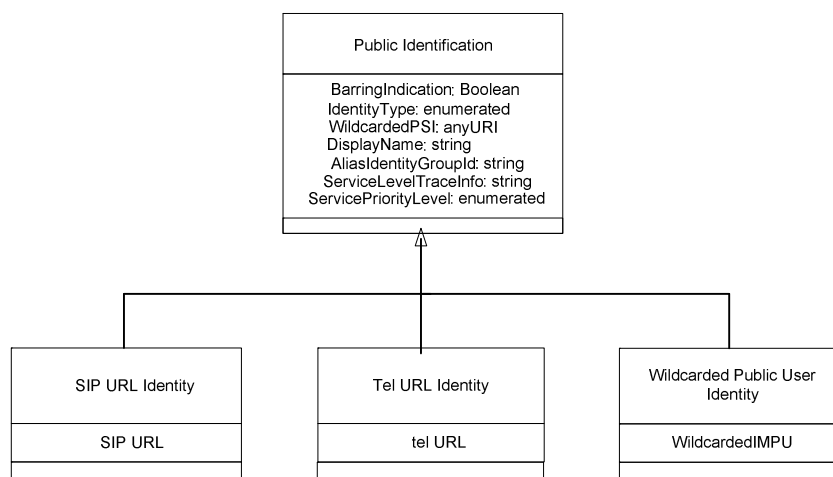 Public Identification
BarringIndication: Boolean
IdentityType: enumerated
WildcardedPSI: anyURI
DisplayName: string
AliasIdentityGroupId: string
ServiceLevelTraceInfo: string
ServicePriorityLevel: enumerated
SIP URL Identity
Tel URL Identity
Wildcarded Public User
Identity
SIP URL
tel URL
WildcardedIMPU